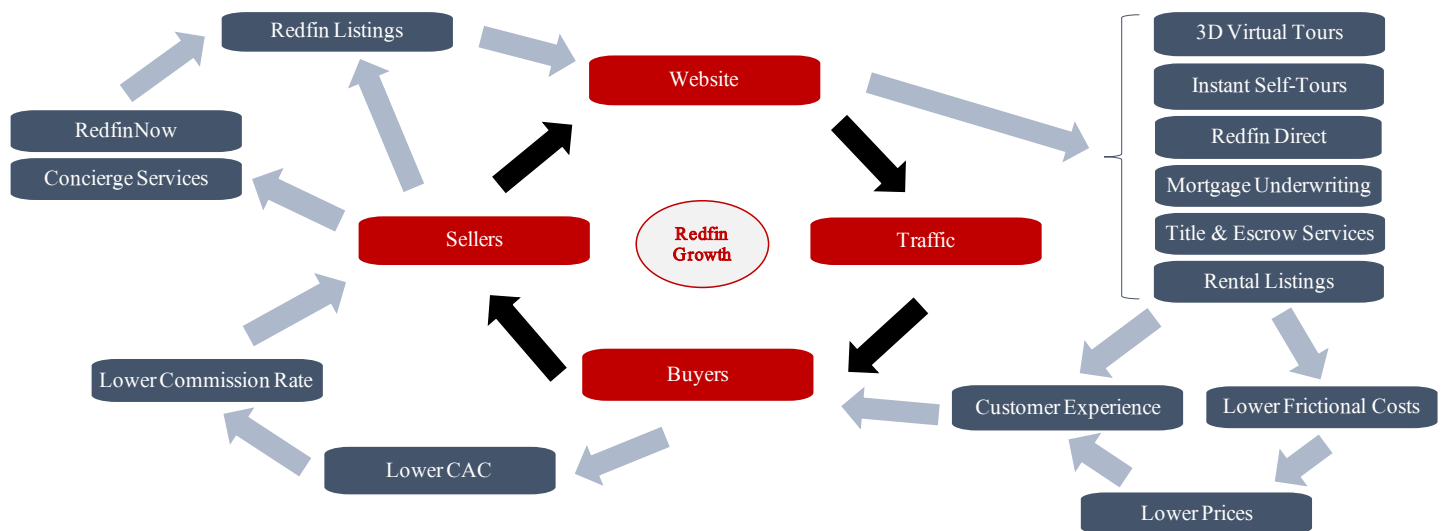 Redfin Listings
3D Virtual Tours
Website
Instant Self-Tours
RedfinNow
Redfin Direct
Concierge Services
Mortgage Underwriting
Sellers
Redfin
Growth
Traffic
Title & Escrow Services
Rental Listings
Lower Commission Rate
Buyers
Customer Experience
Lower Frictional Costs
Lower CAC
Lower Prices